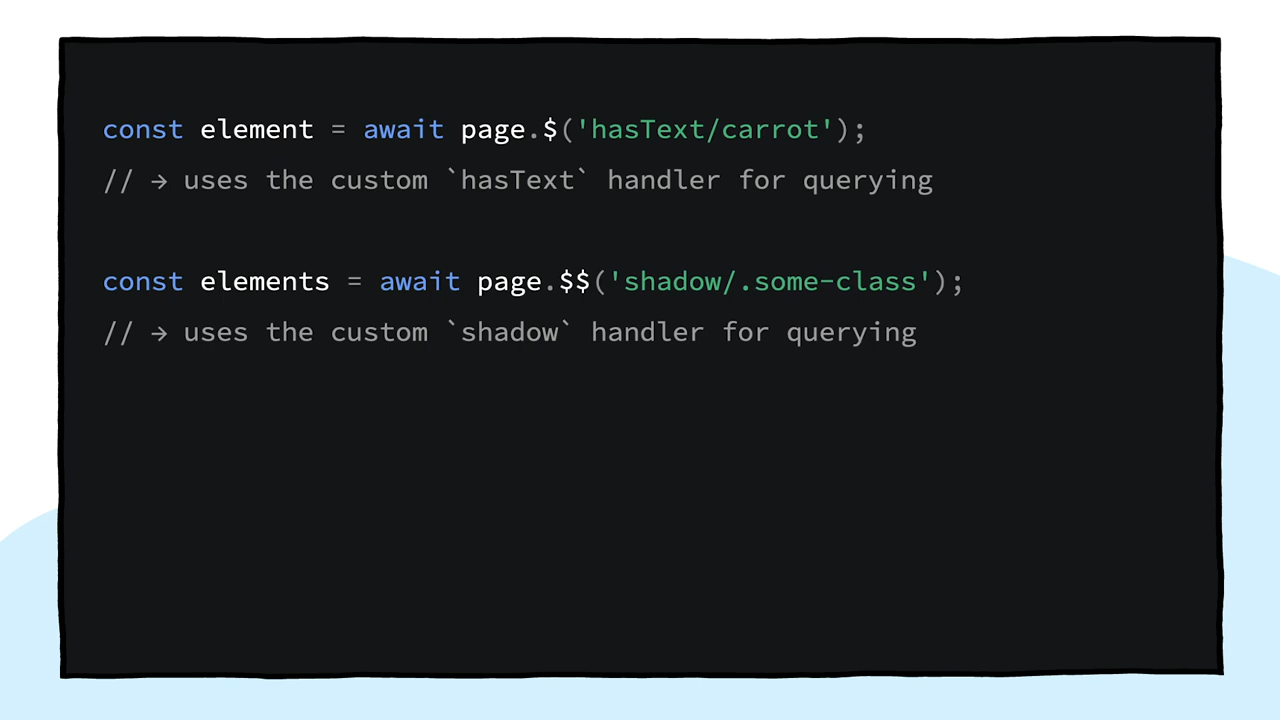 const element = await page.$('hasText/carrot');
// → uses the custom `hasText` handler for querying
const elements = await page.$$('shadow/.some-class');
// → uses the custom `shadow` handler for querying